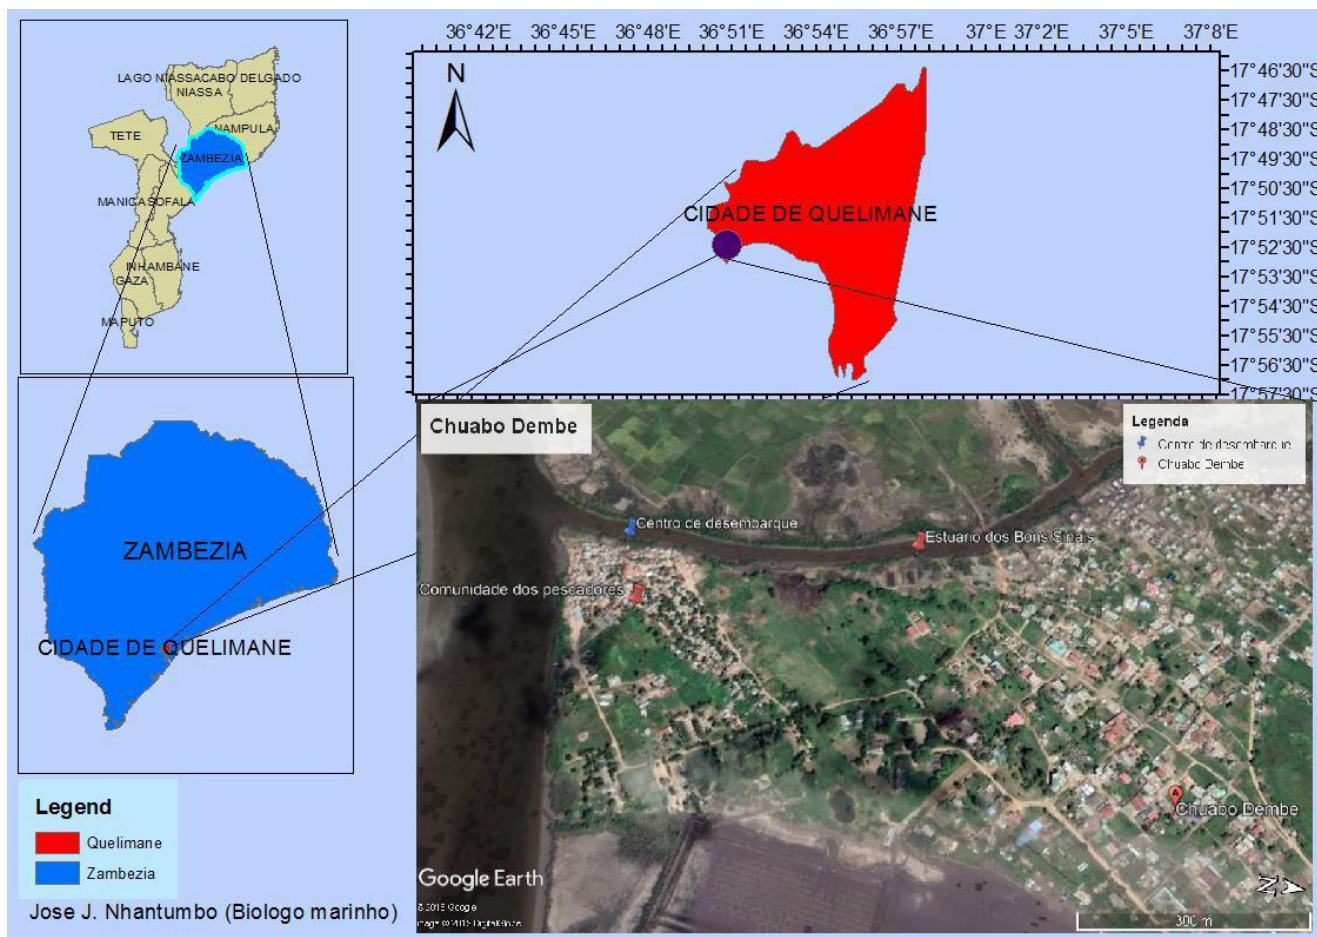 LAGO NIASSA
CABO DELGADO
NIASSA
TETE
NAMPULA
ZAMBEZIA
MANICA
SOFALA
INHAMBANE
GAZA
MAPUTO
36°42'E 36°45'E 36°48'E 36°51'E 36°54'E 36°57'E 37°E 37°2'E 37°5'E 37°8'E
N
17°46'30"S
17°47'30"S
17°48'30"S
17°49'30"S
17°50'30"S
17°51'30"S
17°52'30"S
17°53'30"S
17°54'30"S
17°55'30"S
17°56'30"S
17°57'30"S
CIDADE DE QUELIMANE
ZAMBEZIA
CIDADE DE QUELIMANE
Chuabo Dembe
Legenda
Centro de desembarque
Chuabo Dembe
Centro de desembarque
Estuario dos Bons Sinais
Comunidade dos pescadores
A
Chuabo Dembe
Google Earth
Google
Image © 2019 DigitalGlobe
N
300 m
Legend
Quelimane
Zambezia
Jose J. Nhantumbo (Biologo marinho)